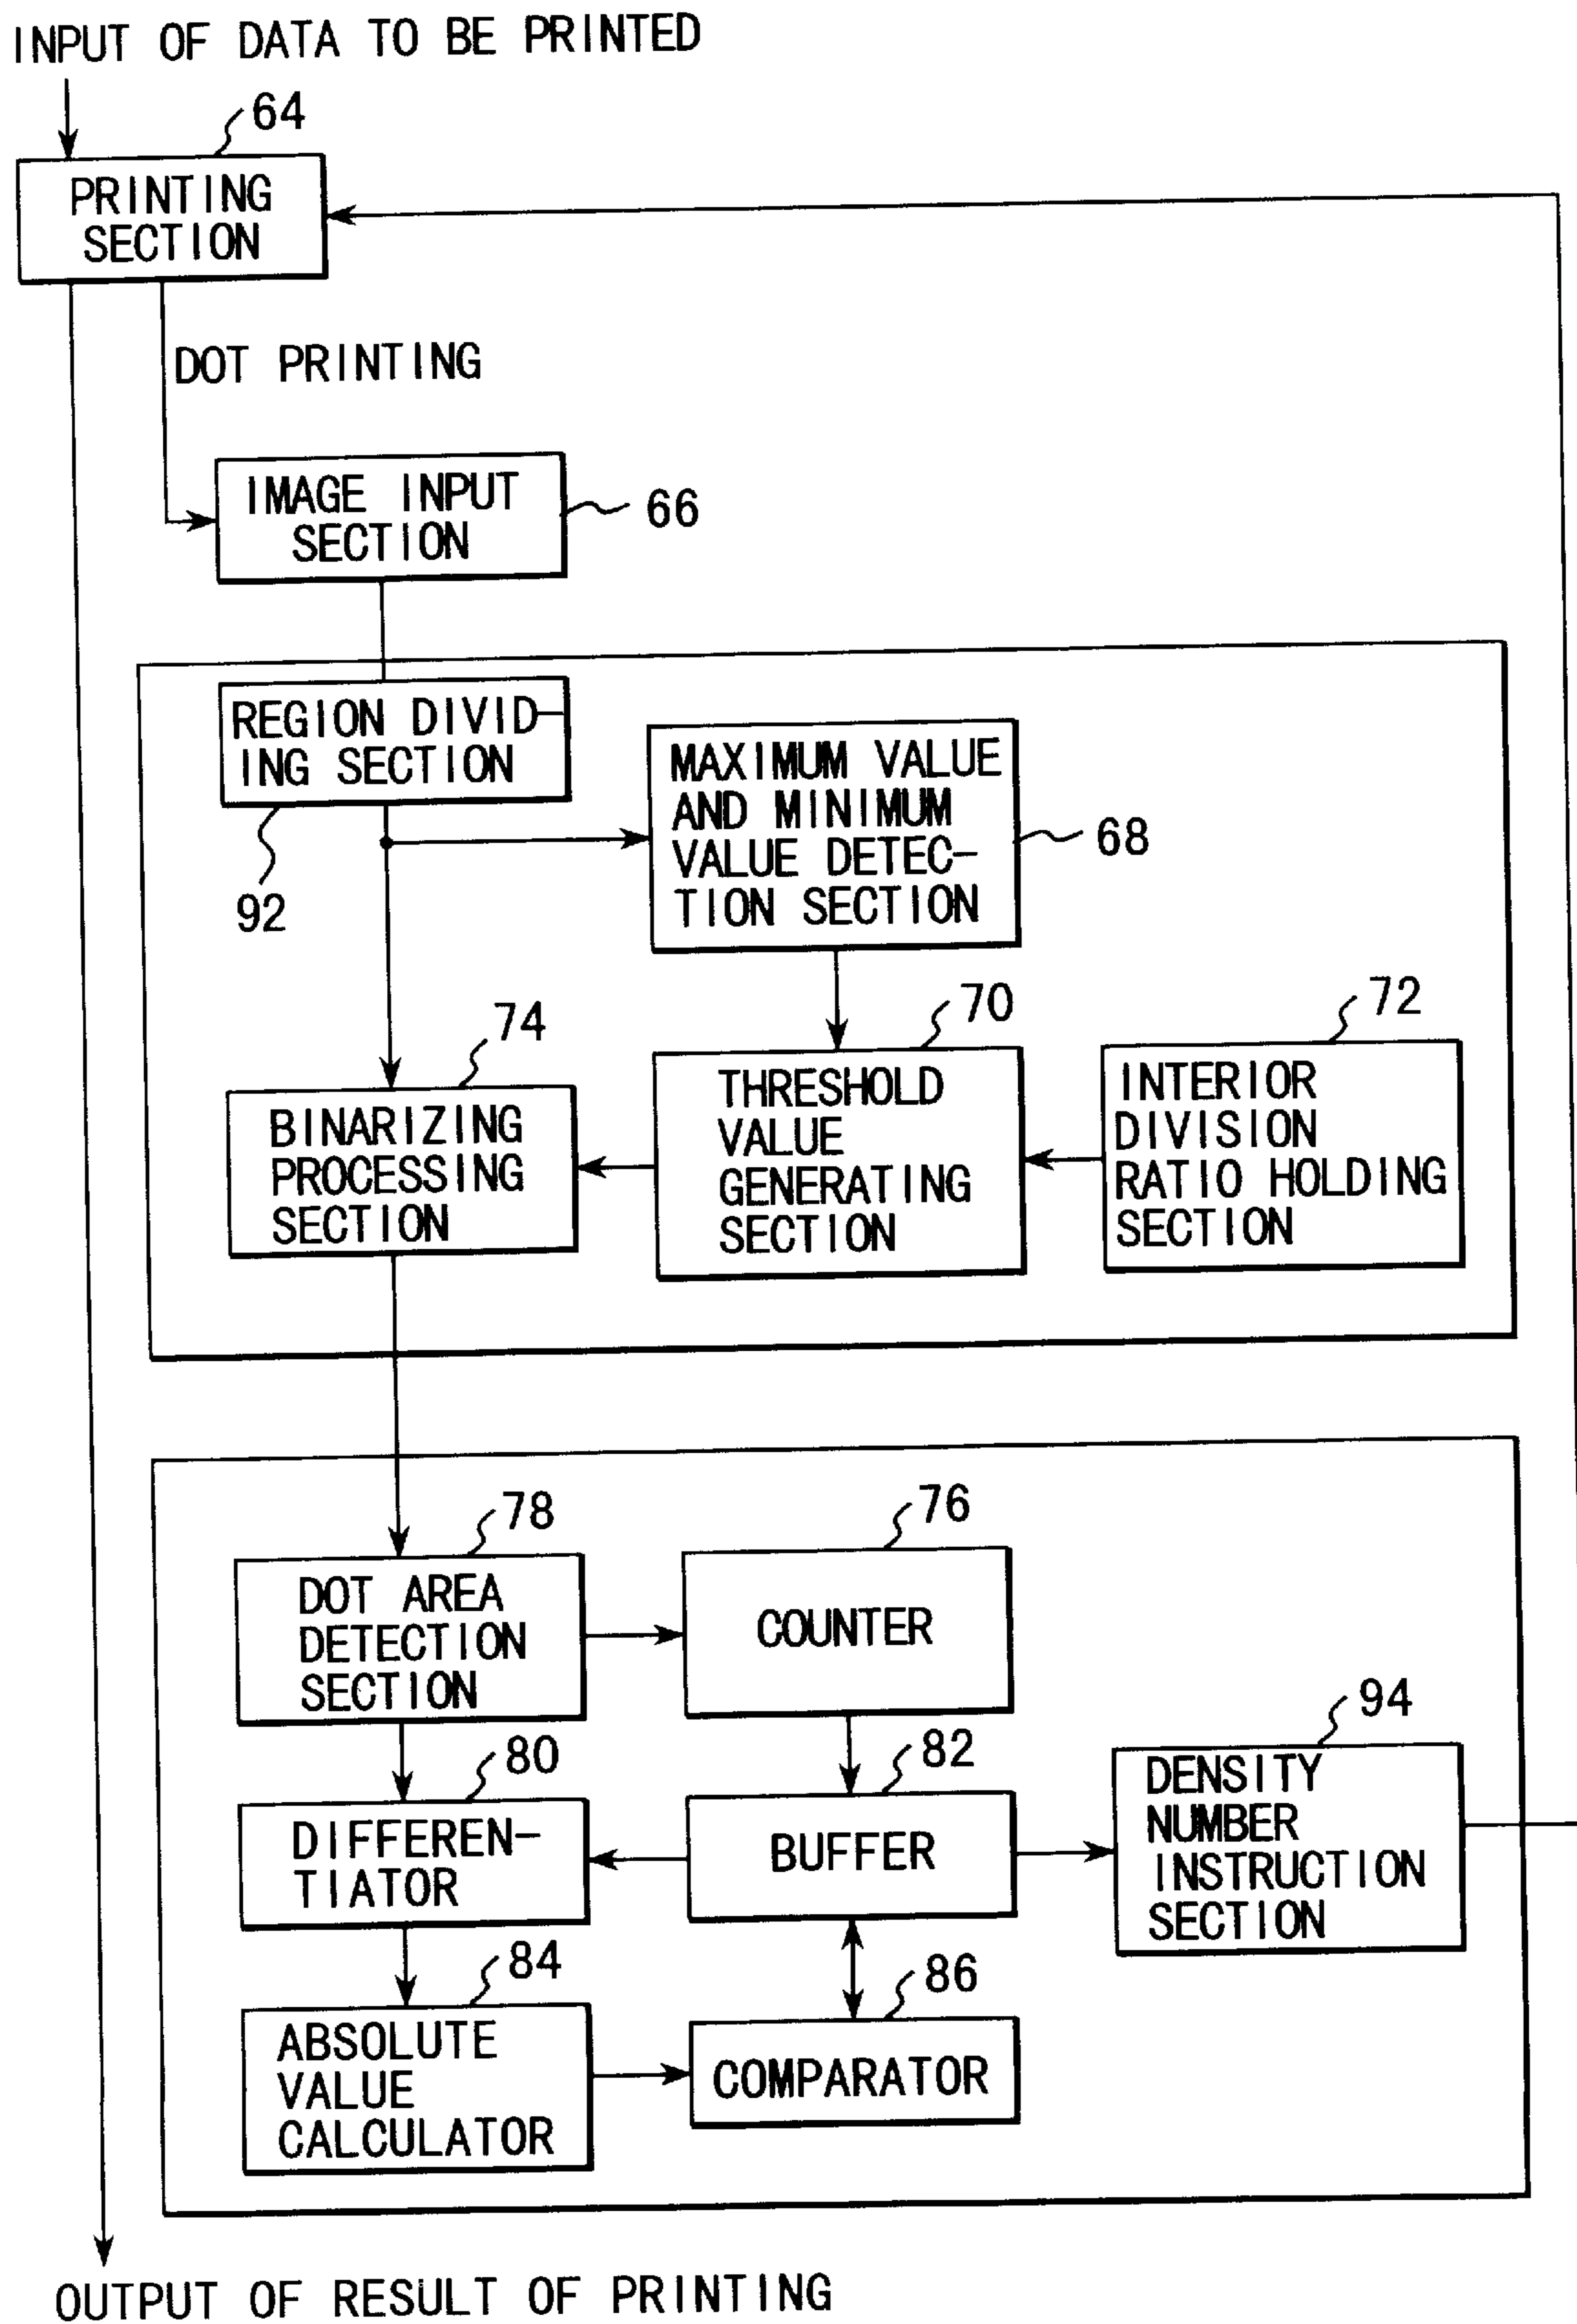 INPUT OF DATA TO BE PRINTED
64
PRINTING
SECTION
DOT PRINTING
IMAGE INPUT
SECTION
66
REGION DIVID-
ING SECTION
92
MAXIMUM VALUE
AND MINIMUM
VALUE DETEC-
TION SECTION
68
74
BINARIZING
PROCESSING
SECTION
70
THRESHOLD
VALUE
GENERATING
SECTION
72
INTERIOR
DIVISION
RATIO HOLDING
SECTION
78
DOT AREA
DETECTION
SECTION
76
COUNTER
80
DIFFEREN-
TIATOR
82
BUFFER
94
DENSITY
NUMBER
INSTRUCTION
SECTION
84
ABSOLUTE
VALUE
CALCULATOR
86
COMPARATOR
OUTPUT OF RESULT OF PRINTING